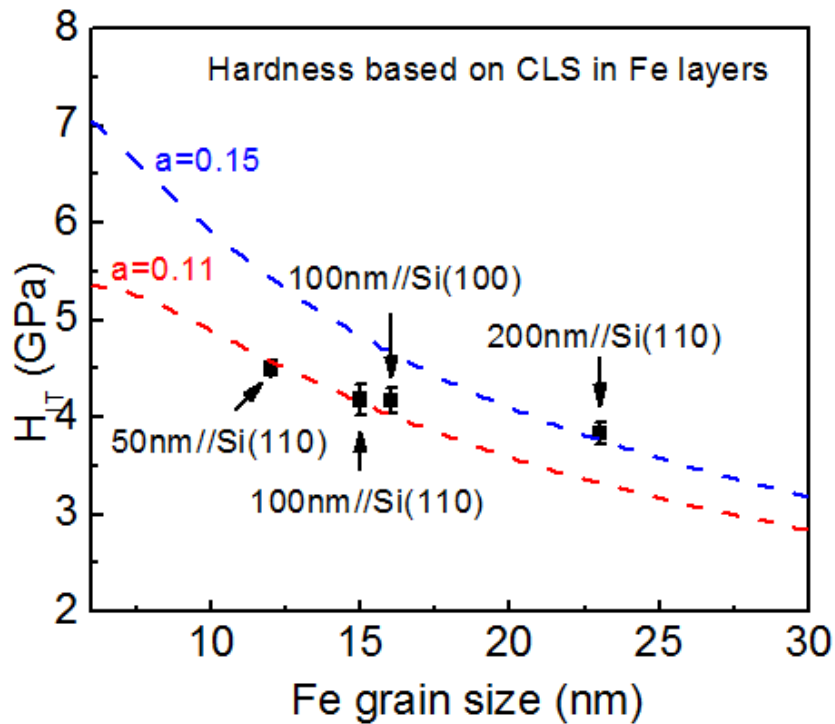 8
Hardness based on CLS in Fe layers
7
a=0.15
6
a=0.11
100nm//Si(100)
5
200nm//Si(110)
H_IT (GPa)
4
50nm//Si(110)
100nm//Si(110)
3
2
10 15 20 25 30
Fe grain size (nm)